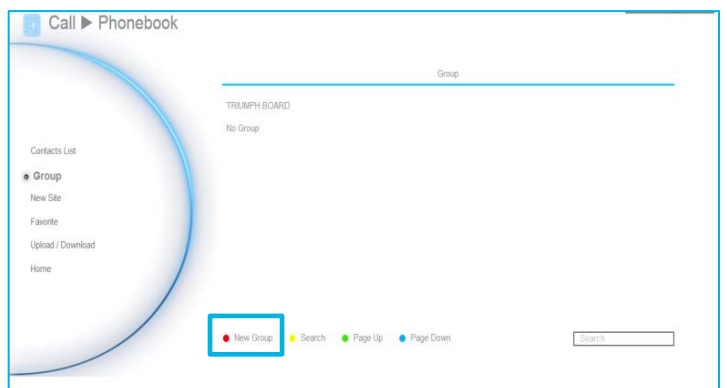 Call ▶ Phonebook
Group
TRIUMPH BOARD
No Group
Contacts List
Group
New Site
Favorite
Upload / Download
Home
New Group Search Page Up Page Down Search